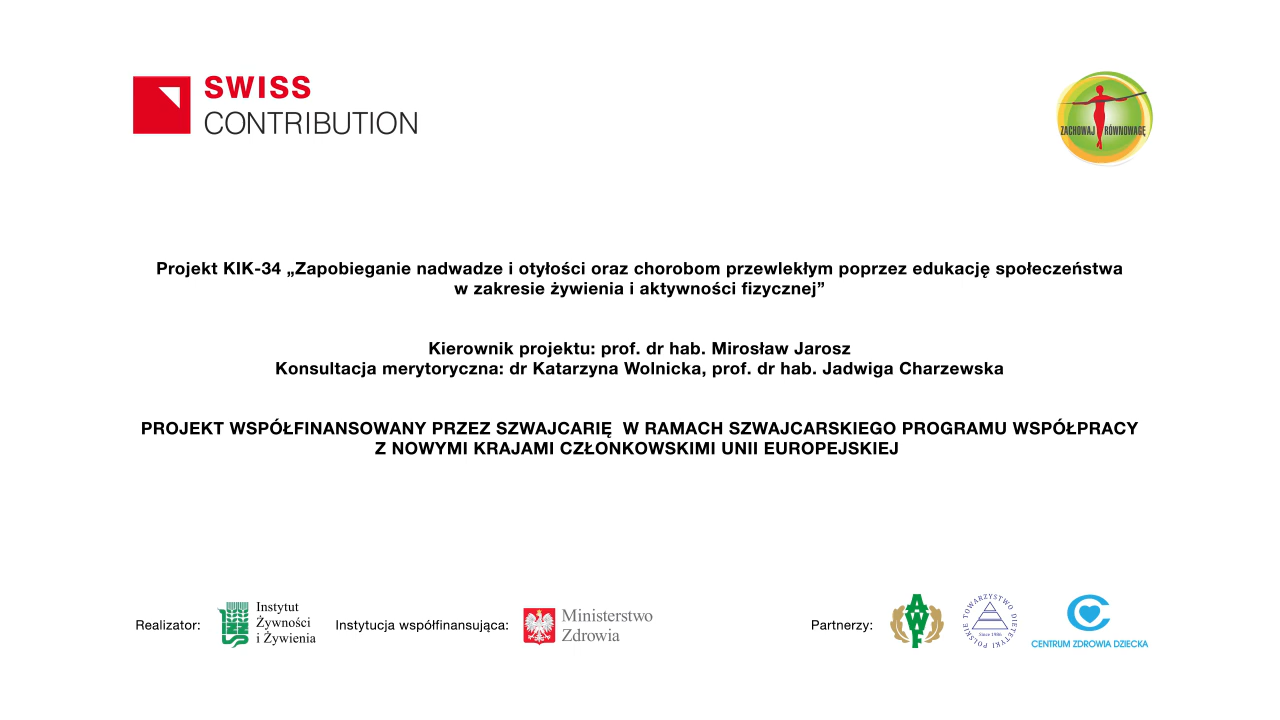 SWISS
CONTRIBUTION
ZACHOWAJ RÓWNOWAGĘ
Projekt KIK-34 „Zapobieganie nadwadze i otyłości oraz chorobom przewlekłym poprzez edukację społeczeństwa
w zakresie żywienia i aktywności fizycznej”
Kierownik projektu: prof. dr hab. Mirosław Jarosz
Konsultacja merytoryczna: dr Katarzyna Wolnicka, prof. dr hab. Jadwiga Charzewska
PROJEKT WSPÓŁFINANSOWANY PRZEZ SZWAJCARIĘ W RAMACH SZWAJCARSKIEGO PROGRAMU WSPÓŁPRACY
Z NOWYMI KRAJAMI CZŁONKOWSKIMI UNII EUROPEJSKIEJ
Realizator:
Instytut
Żywności
i Żywienia
Instytucja współfinansująca:
Ministerstwo
Zdrowia
Partnerzy:
AWF
POLSKIE TOWARZYSTWO DIETETYKI
Since 1986
CENTRUM ZDROWIA DZIECKA